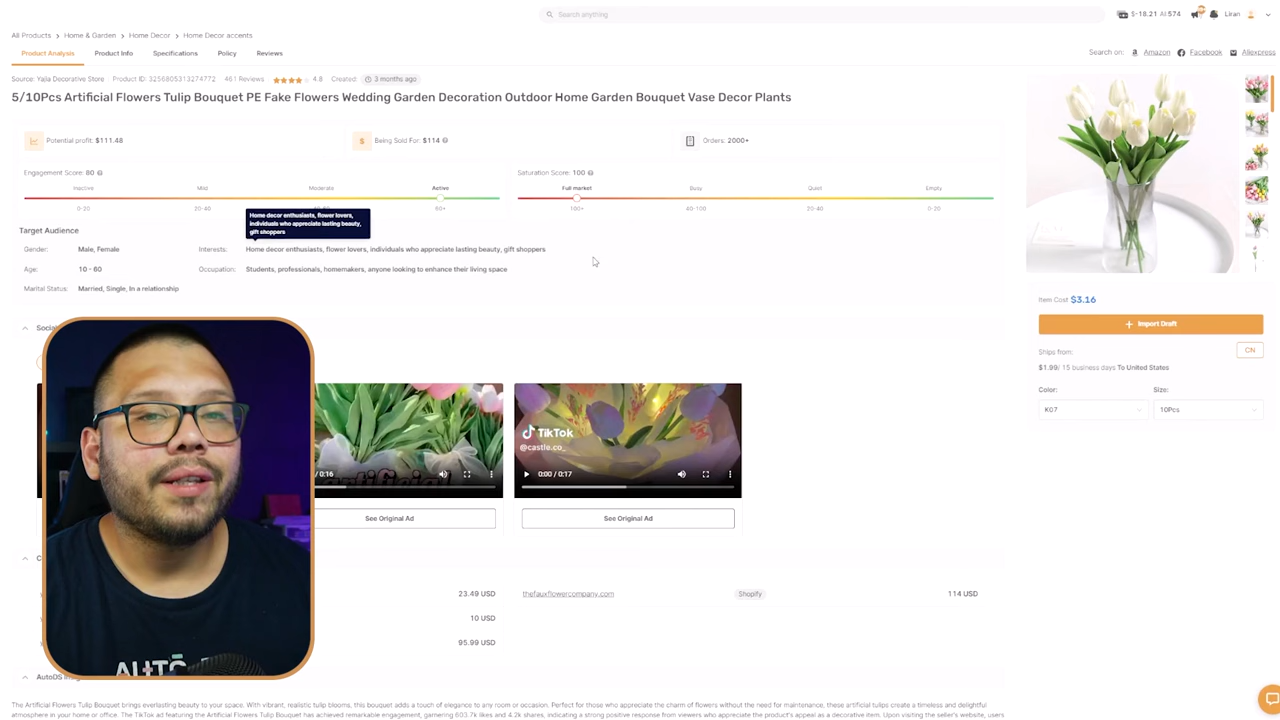 Search anything
$-18.21 AI 574
Liran
All Products > Home & Garden > Home Decor > Home Decor accents
Product Analysis
Product Info
Specifications
Policy
Reviews
Search on:
Amazon
Facebook
Aliexpress
Source: Yajia Decorative Store
Product ID: 3256805313274772
461 Reviews
4.8
Created:
3 months ago
5/10Pcs Artificial Flowers Tulip Bouquet PE Fake Flowers Wedding Garden Decoration Outdoor Home Garden Bouquet Vase Decor Plants
Potential profit: $111.48
Being Sold For: $114
Orders: 2000+
Engagement Score: 80
Saturation Score: 100
Inactive
Mild
Moderate
Active
Full market
Busy
Quiet
Empty
0-20
20-40
80+
100+
40-100
20-40
0-20
Home decor enthusiasts, flower lovers,
individuals who appreciate lasting beauty,
gift shoppers
Target Audience
Gender:
Male, Female
Interests:
Home decor enthusiasts, flower lovers, individuals who appreciate lasting beauty, gift shoppers
Age:
10 - 60
Occupation:
Students, professionals, homemakers, anyone looking to enhance their living space
Marital Status:
Married, Single, In a relationship
Item Cost $3.16
+ Import Draft
Ships from:
CN
$1.99/ 15 business days To United States
Color:
Size:
K07
10Pcs
Social
TikTok
@castle.co_
/ 0:16
0:00 / 0:17
artificial
See Original Ad
See Original Ad
23.49 USD
thefauxflowercompany.com
Shopify
114 USD
10 USD
95.99 USD
AUTO
AutoDS
The Artificial Flowers Tulip Bouquet brings everlasting beauty to your space. With vibrant, realistic tulip blooms, this bouquet adds a touch of elegance to any room or occasion. Perfect for those who appreciate the charm of flowers without the need for maintenance, these artificial tulips create a timeless and delightful
atmosphere in your home or office. The TikTok ad featuring the Artificial Flowers Tulip Bouquet has achieved remarkable engagement, garnering 603.7k likes and 4.2k shares, indicating a strong positive response from viewers who appreciate the product's appeal as a decorative item. Upon visiting the seller's website, users